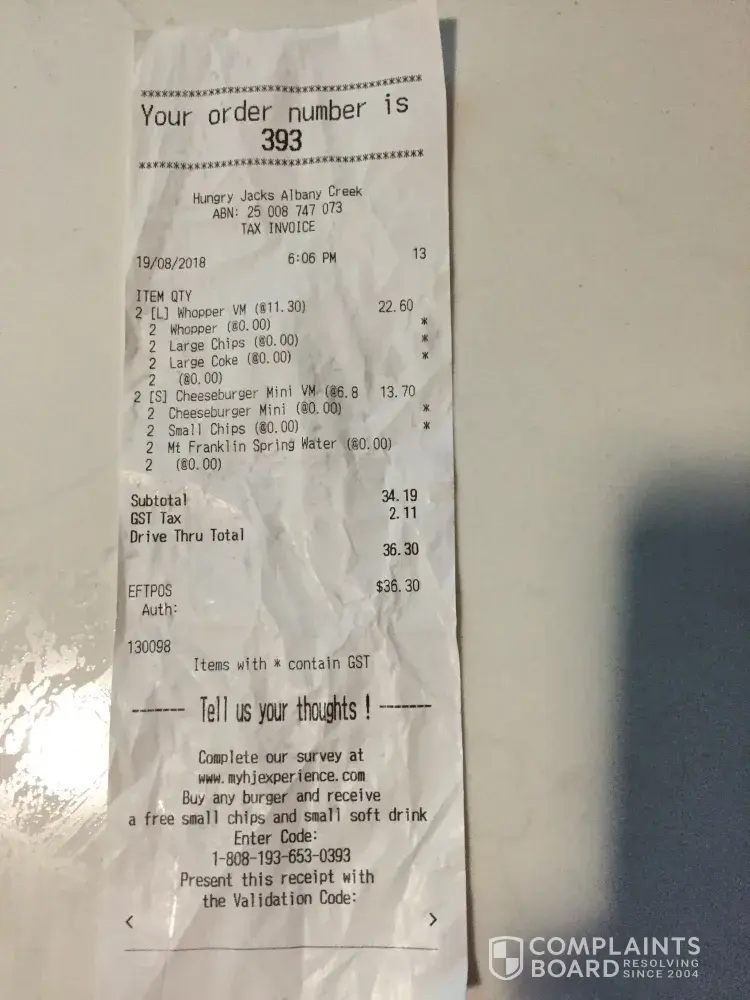 ****************************************
Your order number is
393
****************************************
Hungry Jacks Albany Creek
ABN: 25 008 747 073
TAX INVOICE
19/08/2018 6:06 PM 13
ITEM QTY
2 [L] Whopper VM (@11.30) 22.60
2 Whopper (@0.00) *
2 Large Chips (@0.00) *
2 Large Coke (@0.00) *
2 (@0.00)
2 [S] Cheeseburger Mini VM (@6.8 13.70
2 Cheeseburger Mini (@0.00) *
2 Small Chips (@0.00) *
2 Mt Franklin Spring Water (@0.00)
2 (@0.00)
Subtotal 34.19
GST Tax 2.11
Drive Thru Total
36.30
EFTPOS $36.30
Auth:
130098
Items with * contain GST
------ Tell us your thoughts ! ------
Complete our survey at
www.myhjexperience.com
Buy any burger and receive
a free small chips and small soft drink
Enter Code:
1-808-193-653-0393
Present this receipt with
the Validation Code:
< >
COMPLAINTS
BOARD RESOLVING
SINCE 2004